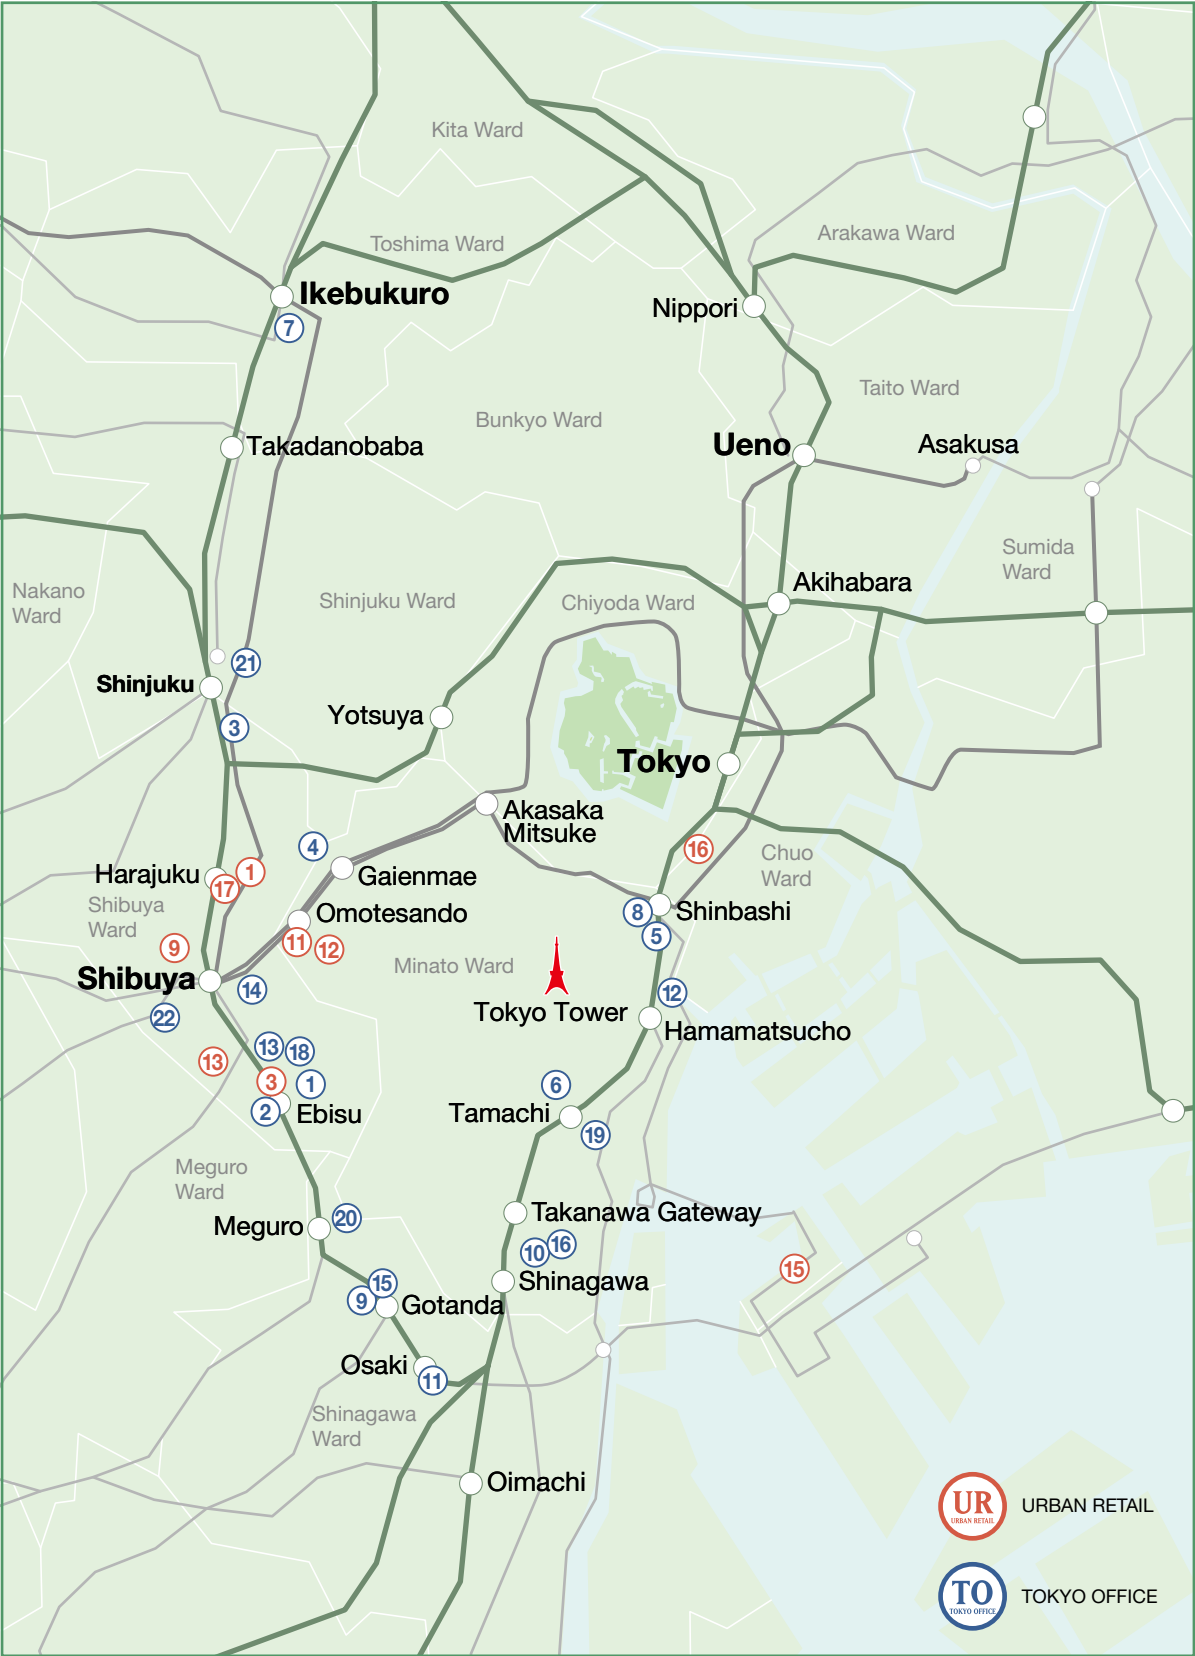 Kita Ward
Toshima Ward
Arakawa Ward
Ikebukuro
Nippori
7
Taito Ward
Bunkyo Ward
Takadanobaba
Ueno
Asakusa
Sumida
Ward
Nakano
Ward
Akihabara
Shinjuku Ward
Chiyoda Ward
21
Shinjuku
Yotsuya
3
Tokyo
Akasaka
Mitsuke
4
16
Chuo
Ward
Harajuku
1
17
Gaienmae
Shibuya
Ward
Omotesando
8
Shinbashi
9
11
12
5
Minato Ward
Shibuya
14
12
22
Tokyo Tower
Hamamatsucho
13
18
13
3
1
6
2
Ebisu
Tamachi
19
Meguro
Ward
Meguro
20
Takanawa Gateway
10
16
15
15
9
Gotanda
Shinagawa
Osaki
11
Shinagawa
Ward
Oimachi
UR
URBAN RETAIL
URBAN RETAIL
TO
TOKYO OFFICE
TOKYO OFFICE